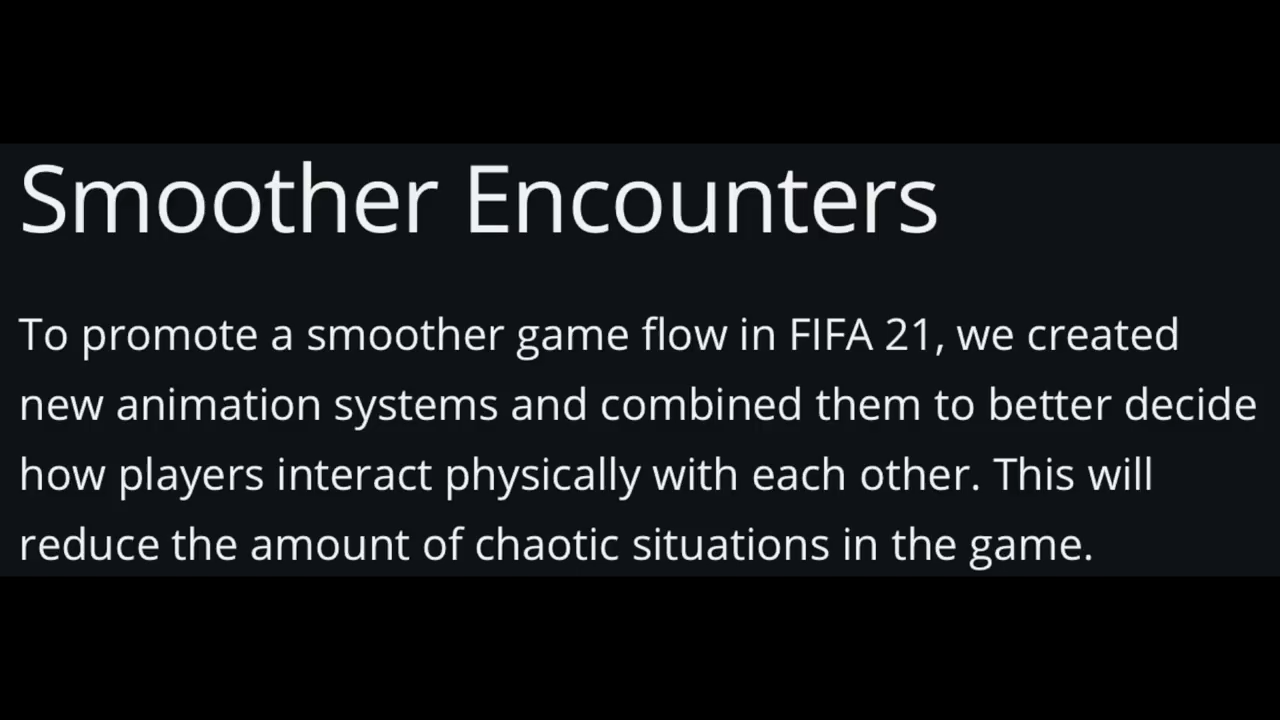 Smoother Encounters
To promote a smoother game flow in FIFA 21, we created
new animation systems and combined them to better decide
how players interact physically with each other. This will
reduce the amount of chaotic situations in the game.